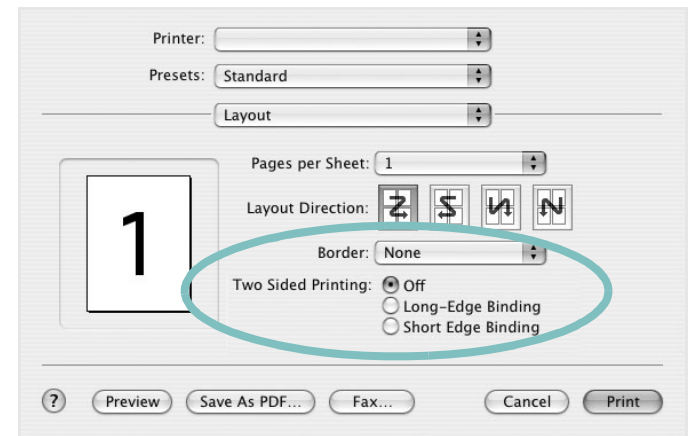 Printer:
Presets: Standard
Layout
Pages per Sheet: 1
Layout Direction:
1
Border: None
Two Sided Printing: Off
Long-Edge Binding
Short Edge Binding
? Preview Save As PDF... Fax... Cancel Print